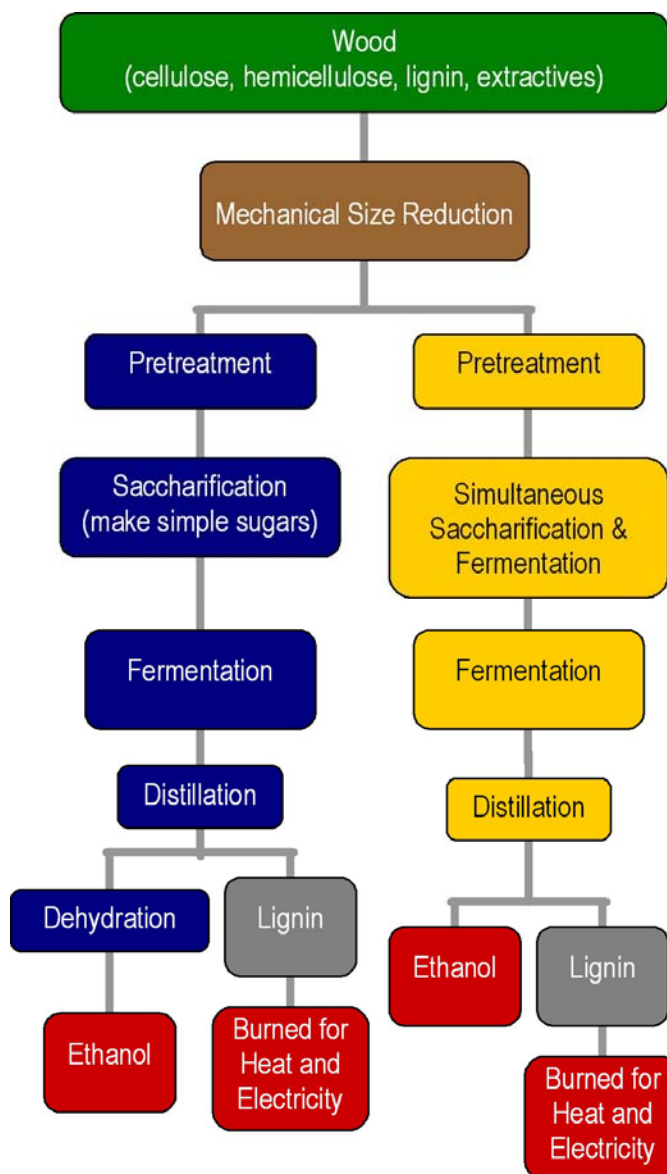 Wood
(cellulose, hemicellulose, lignin, extractives)
Mechanical Size Reduction
Pretreatment
Saccharification
(make simple sugars)
Fermentation
Distillation
Dehydration
Lignin
Ethanol
Burned for
Heat and
Electricity
Pretreatment
Simultaneous
Saccharification &
Fermentation
Fermentation
Distillation
Ethanol
Lignin
Burned for
Heat and
Electricity